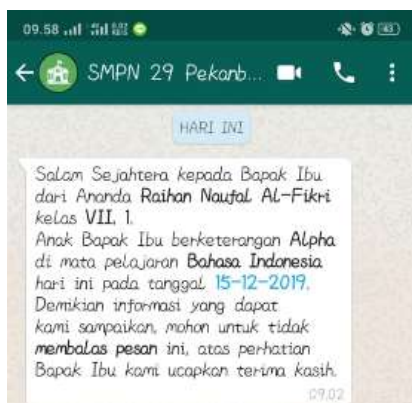 09.58
43
SMPN 29 Pekanb...
HARI INI
Salam Sejahtera kepada Bapak Ibu
dari Ananda Raihan Naufal Al-Fikri
kelas VII. 1.
Anak Bapak Ibu berketerangan Alpha
di mata pelajaran Bahasa Indonesia
hari ini pada tanggal 15-12-2019.
Demikian informasi yang dapat
kami sampaikan, mohon untuk tidak
membalas pesan ini, atas perhatian
Bapak Ibu kami ucapkan terima kasih.
09.02